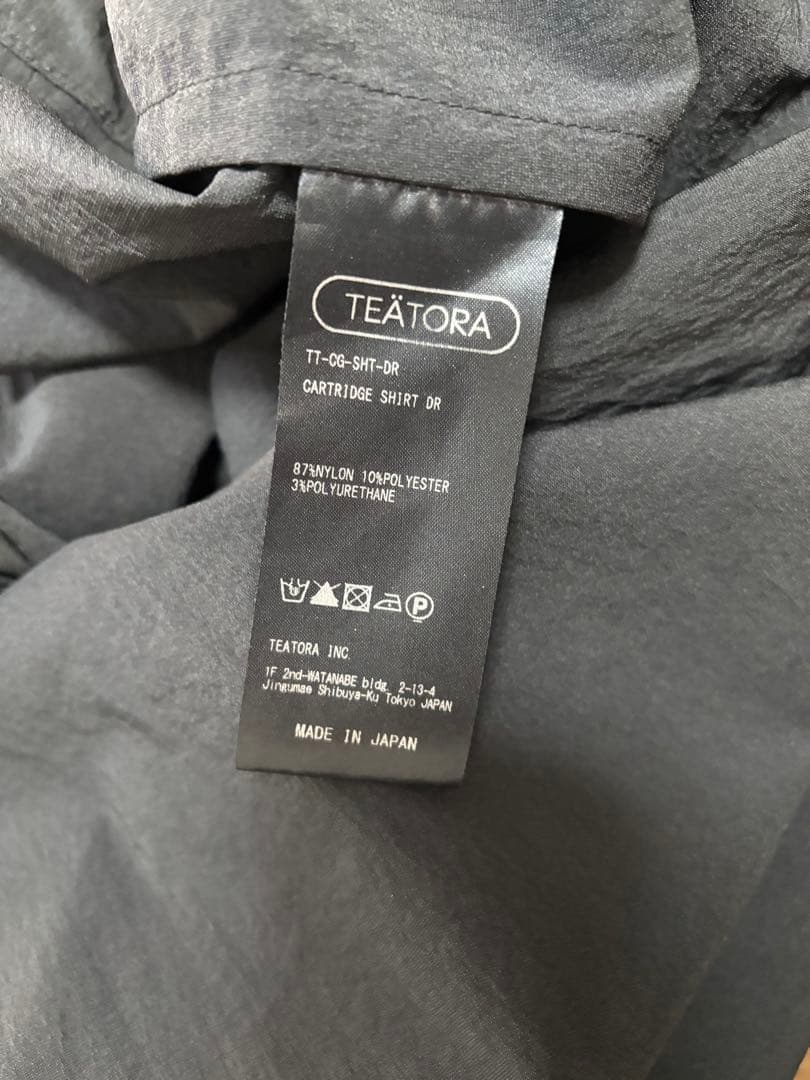 TEÄTORA
TT-CG-SHT-DR
CARTRIDGE SHIRT DR
87%NYLON 10%POLYESTER
3%POLYURETHANE
P
TEATORA INC.
1F 2nd-WATANABE bldg. 2-13-4
Jingumae Shibuya-Ku Tokyo JAPAN
MADE IN JAPAN